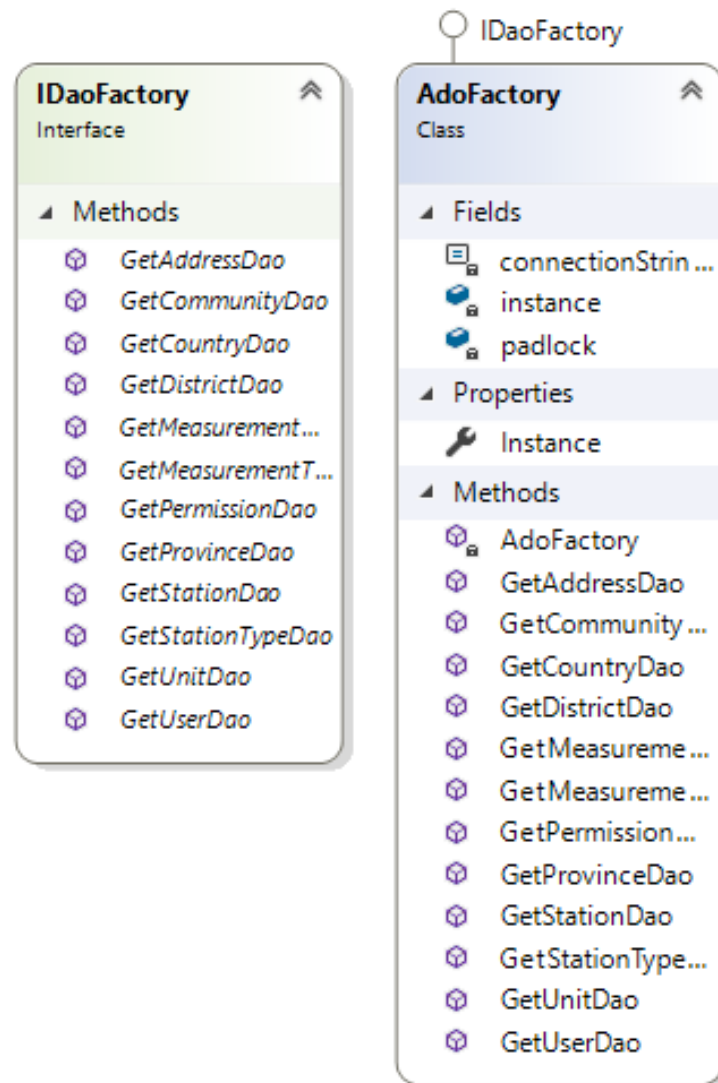 IDaoFactory
Interface
Methods
GetAddressDao
GetCommunityDao
GetCountryDao
GetDistrictDao
GetMeasurement...
GetMeasurementT...
GetPermissionDao
GetProvinceDao
GetStationDao
GetStationTypeDao
GetUnitDao
GetUserDao
IDaoFactory
AdoFactory
Class
Fields
connectionStrin...
instance
padlock
Properties
Instance
Methods
AdoFactory
GetAddressDao
GetCommunity...
GetCountryDao
GetDistrictDao
GetMeasureme...
GetMeasureme...
GetPermission...
GetProvinceDao
GetStationDao
GetStationType...
GetUnitDao
GetUserDao